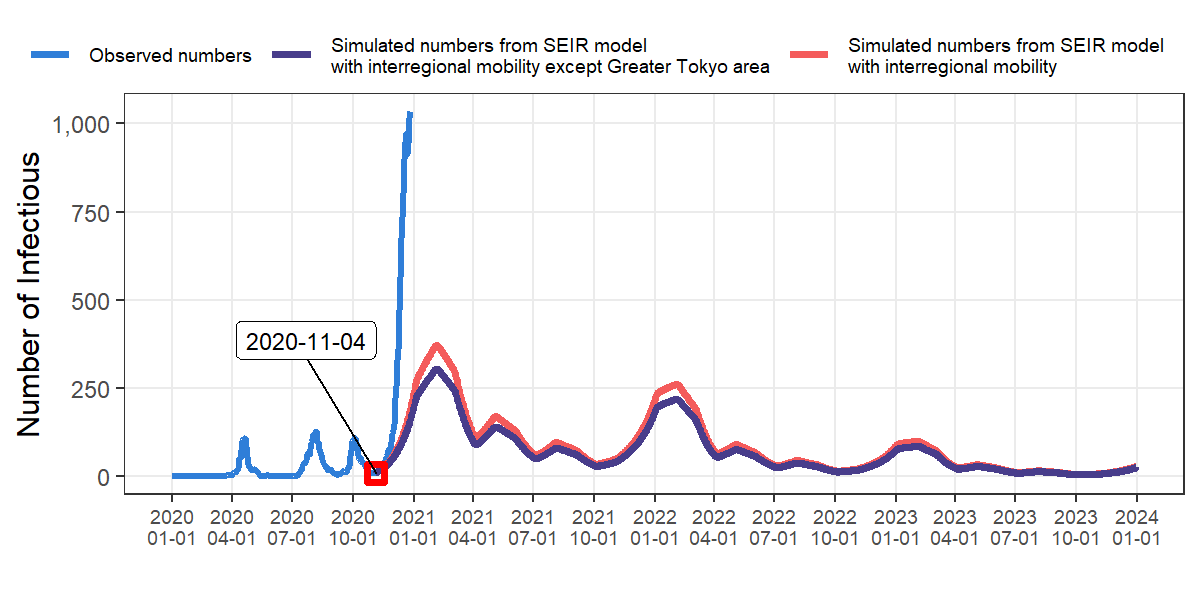 Observed numbers
Simulated numbers from SEIR model
with interregional mobility except Greater Tokyo area
Simulated numbers from SEIR model
with interregional mobility
Number of Infectious
1,000
750
500
250
0
2020-11-04
2020 2020 2020 2020 2021 2021 2021 2021 2022 2022 2022 2022 2023 2023 2023 2023 2024
01-01 04-01 07-01 10-01 01-01 04-01 07-01 10-01 01-01 04-01 07-01 10-01 01-01 04-01 07-01 10-01 01-01